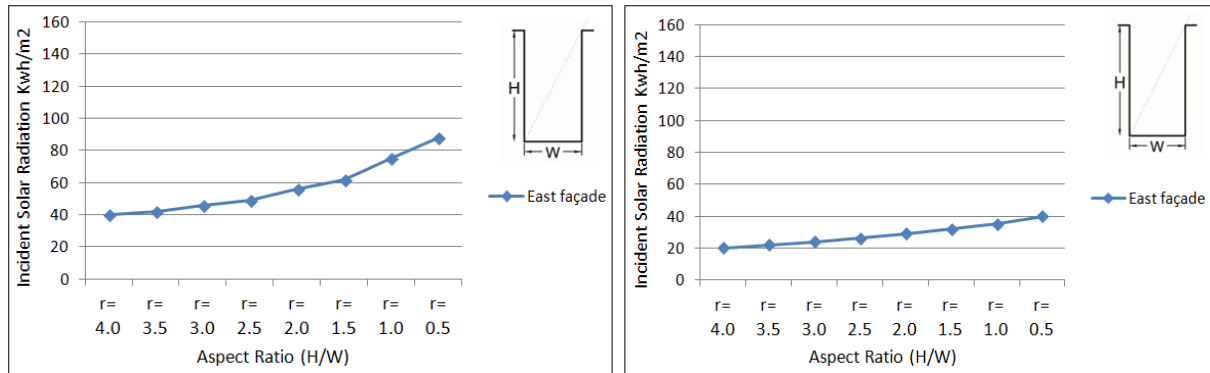 Incident Solar Radiation Kwh/m2
160
140
120
100
80
60
40
20
0
r= r= r= r= r= r= r= r=
4.0 3.5 3.0 2.5 2.0 1.5 1.0 0.5
Aspect Ratio (H/W)
H
W
East façade
Incident Solar Radiation Kwh/m2
160
140
120
100
80
60
40
20
0
r= r= r= r= r= r= r= r=
4.0 3.5 3.0 2.5 2.0 1.5 1.0 0.5
Aspect Ratio (H/W)
H
W
East façade